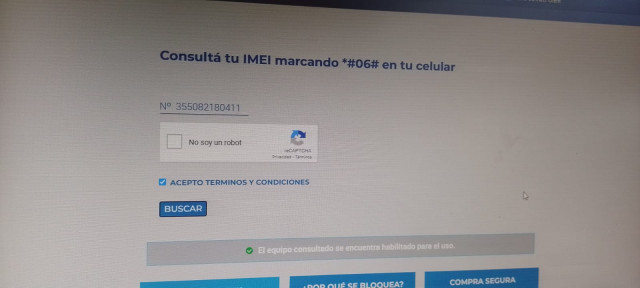 Consultá tu IMEI marcando *#06# en tu celular
Nº 355082180411
No soy un robot
reCAPTCHA
Privacidad - Términos
ACEPTO TERMINOS Y CONDICIONES
BUSCAR
El equipo consultado se encuentra habilitado para el uso.
¿POR QUÉ SE BLOQUEA?
COMPRA SEGURA